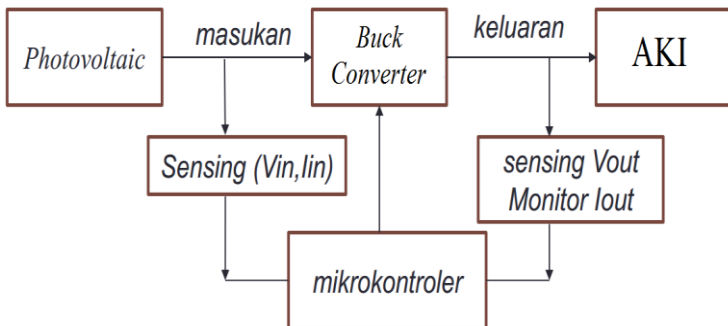 Photovoltaic
masukan
Buck
Converter
keluaran
AKI
Sensing (Vin,Iin)
sensing Vout
Monitor Iout
mikrokontroler